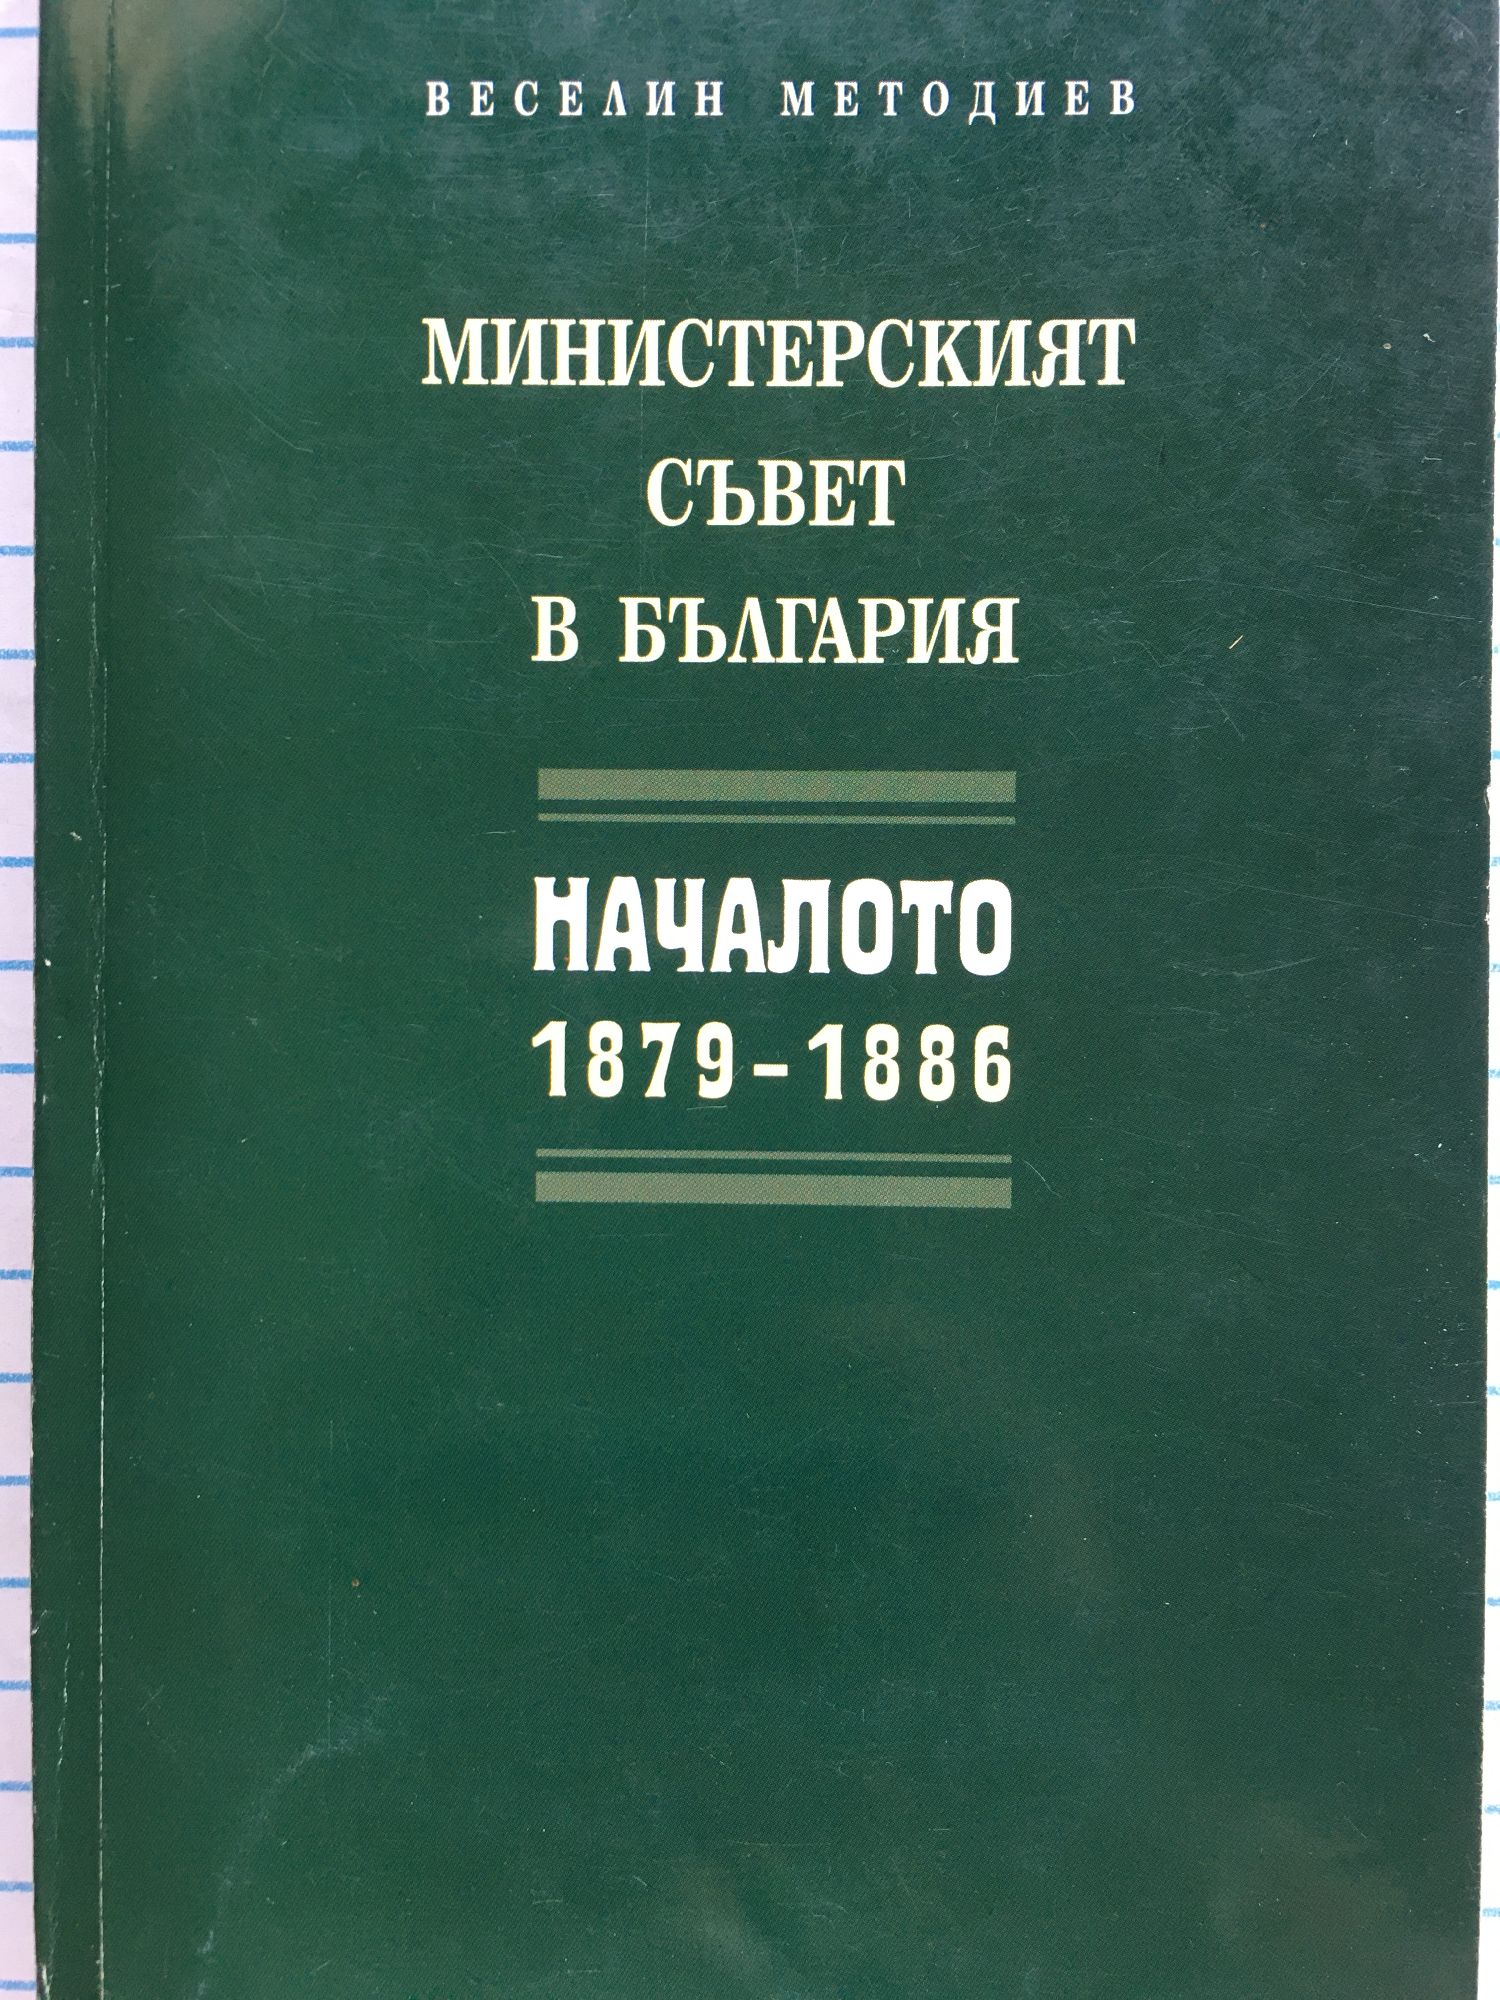 ВЕСЕЛИН МЕТОДИЕВ
МИНИСТЕРСКИЯТ
СЪВЕТ
В БЪЛГАРИЯ
НАЧАЛОТО
1879-1886